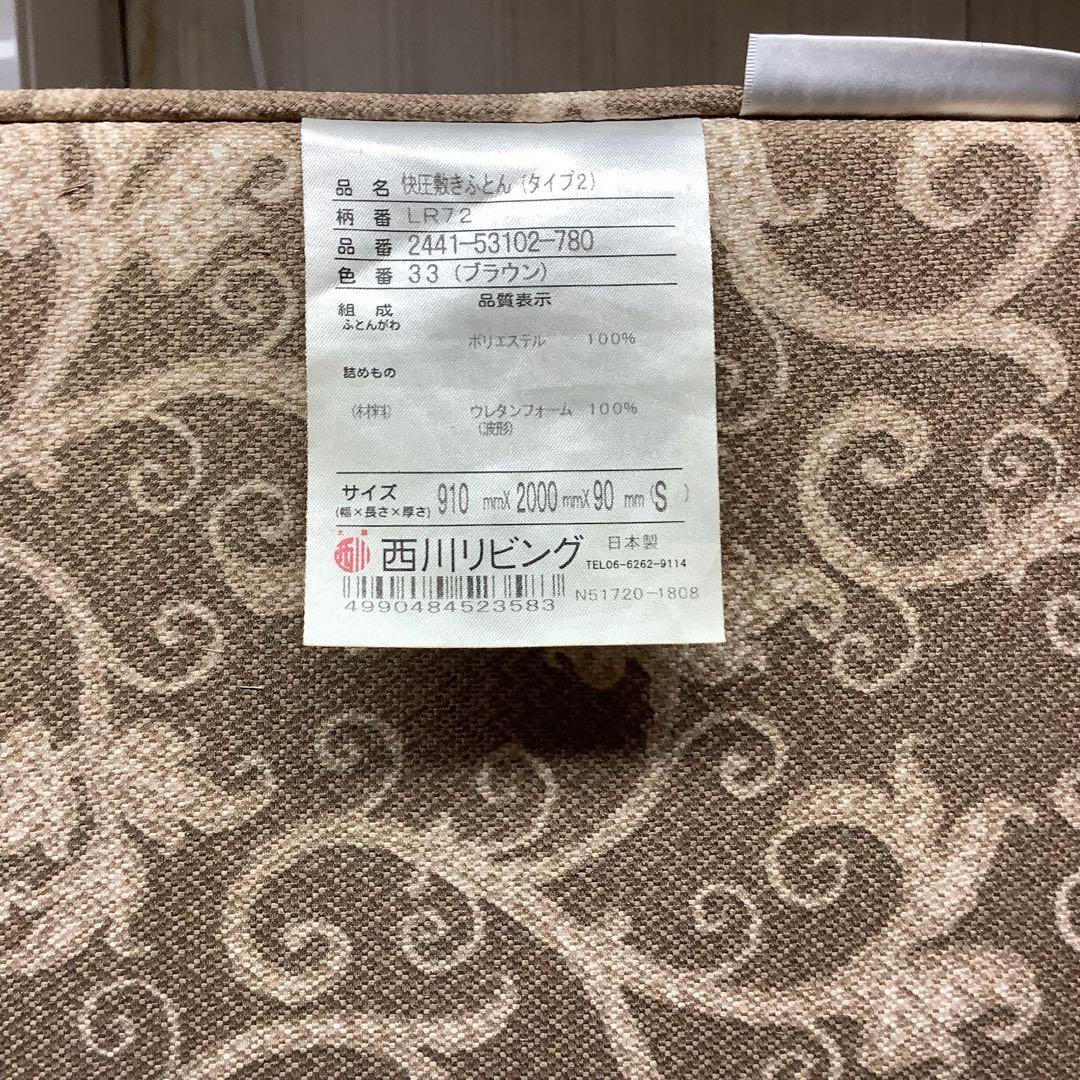 品名 快圧敷きふとん(タイプ2)
柄番 LR72
品番 2441-53102-780
色番 33(ブラウン)
組成 品質表示
ふとんがわ
ポリエステル 100%
詰めもの
ウレタンフォーム 100%
(波形)
サイズ 910 mmX 2000 mmX 90 mm (S)
(幅×長さ×厚さ)
西川 西川リビング 日本製
TEL06-6262-9114
4990484523583 N51720-1808